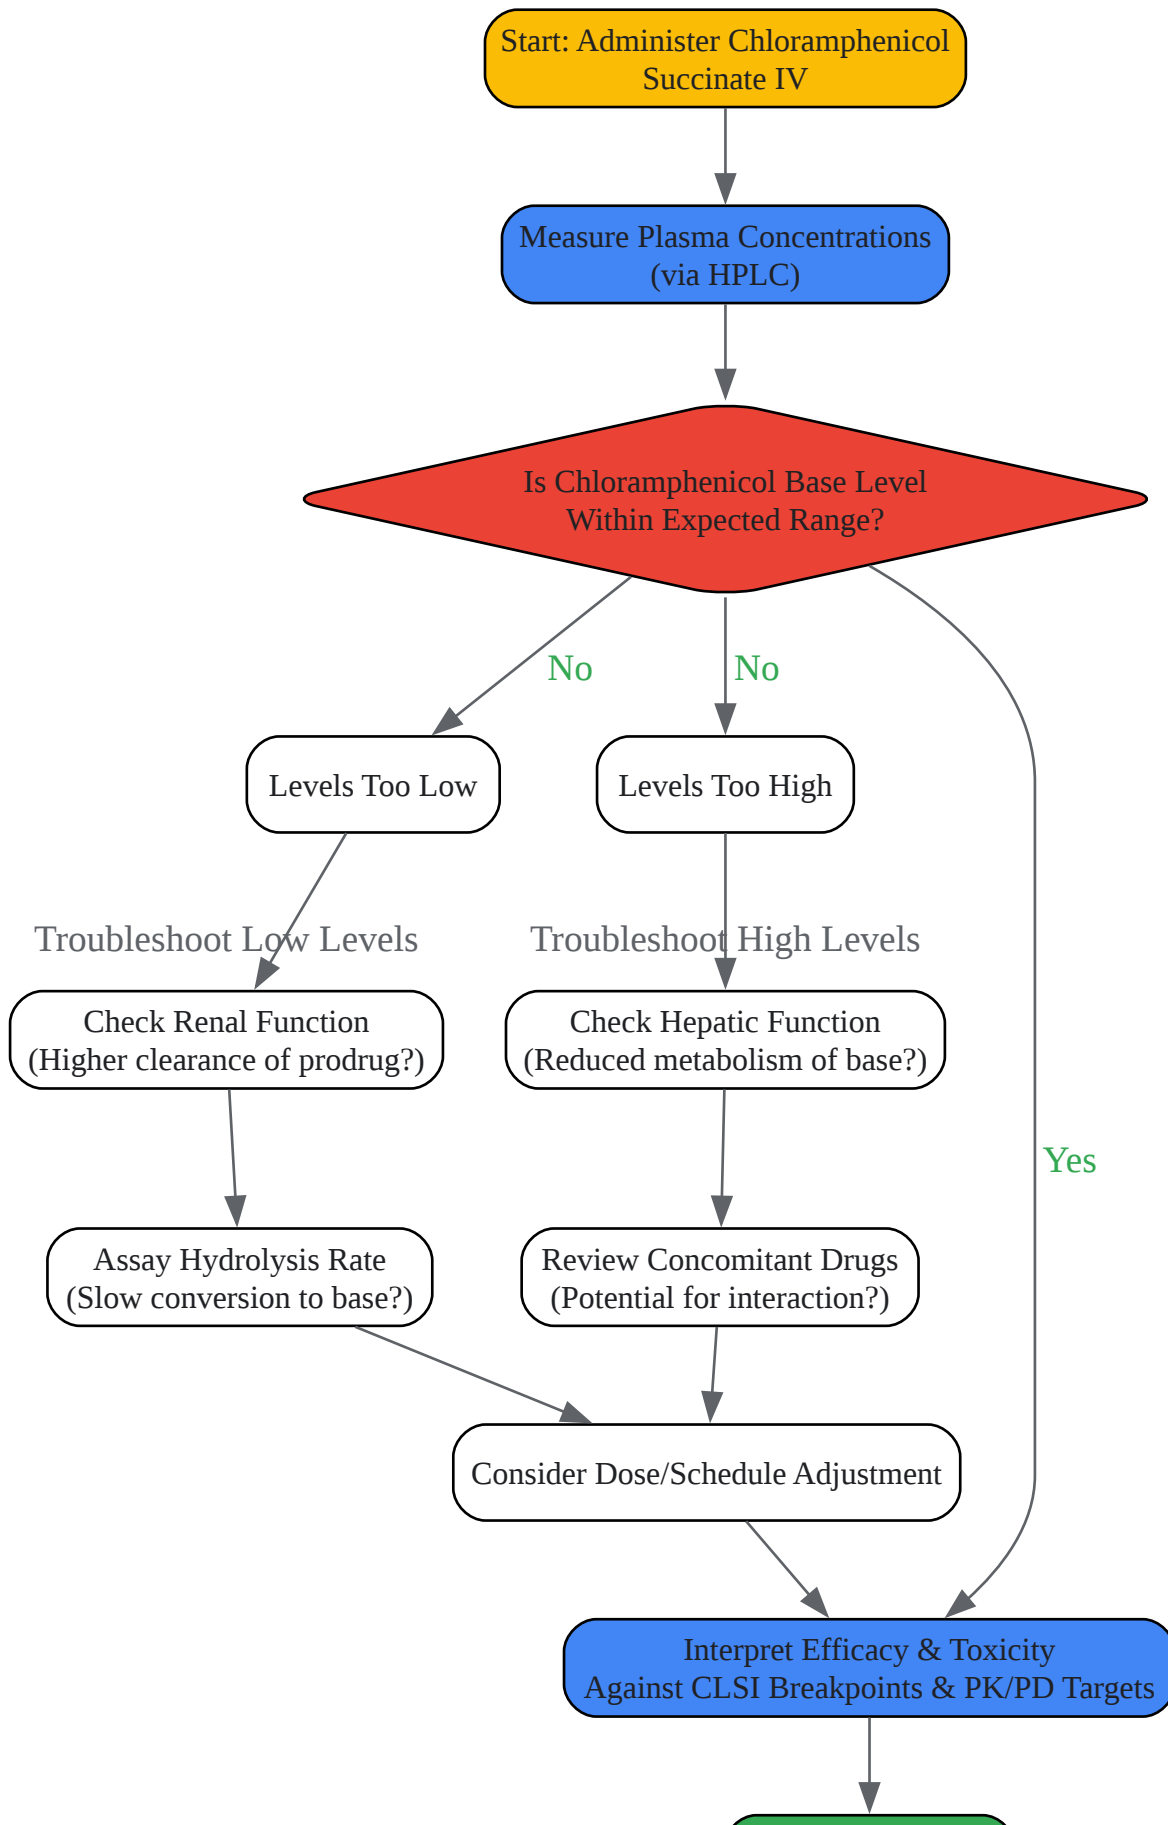 Start: Administer Chloramphenicol
Succinate IV
Measure Plasma Concentrations
(via HPLC)
Is Chloramphenicol Base Level
Within Expected Range?
No
No
Levels Too Low
Levels Too High
Troubleshoot Low Levels
Troubleshoot High Levels
Check Renal Function
(Higher clearance of prodrug?)
Check Hepatic Function
(Reduced metabolism of base?)
Yes
Assay Hydrolysis Rate
(Slow conversion to base?)
Review Concomitant Drugs
(Potential for interaction?)
Consider Dose/Schedule Adjustment
Interpret Efficacy & Toxicity
Against CLSI Breakpoints & PK/PD Targets